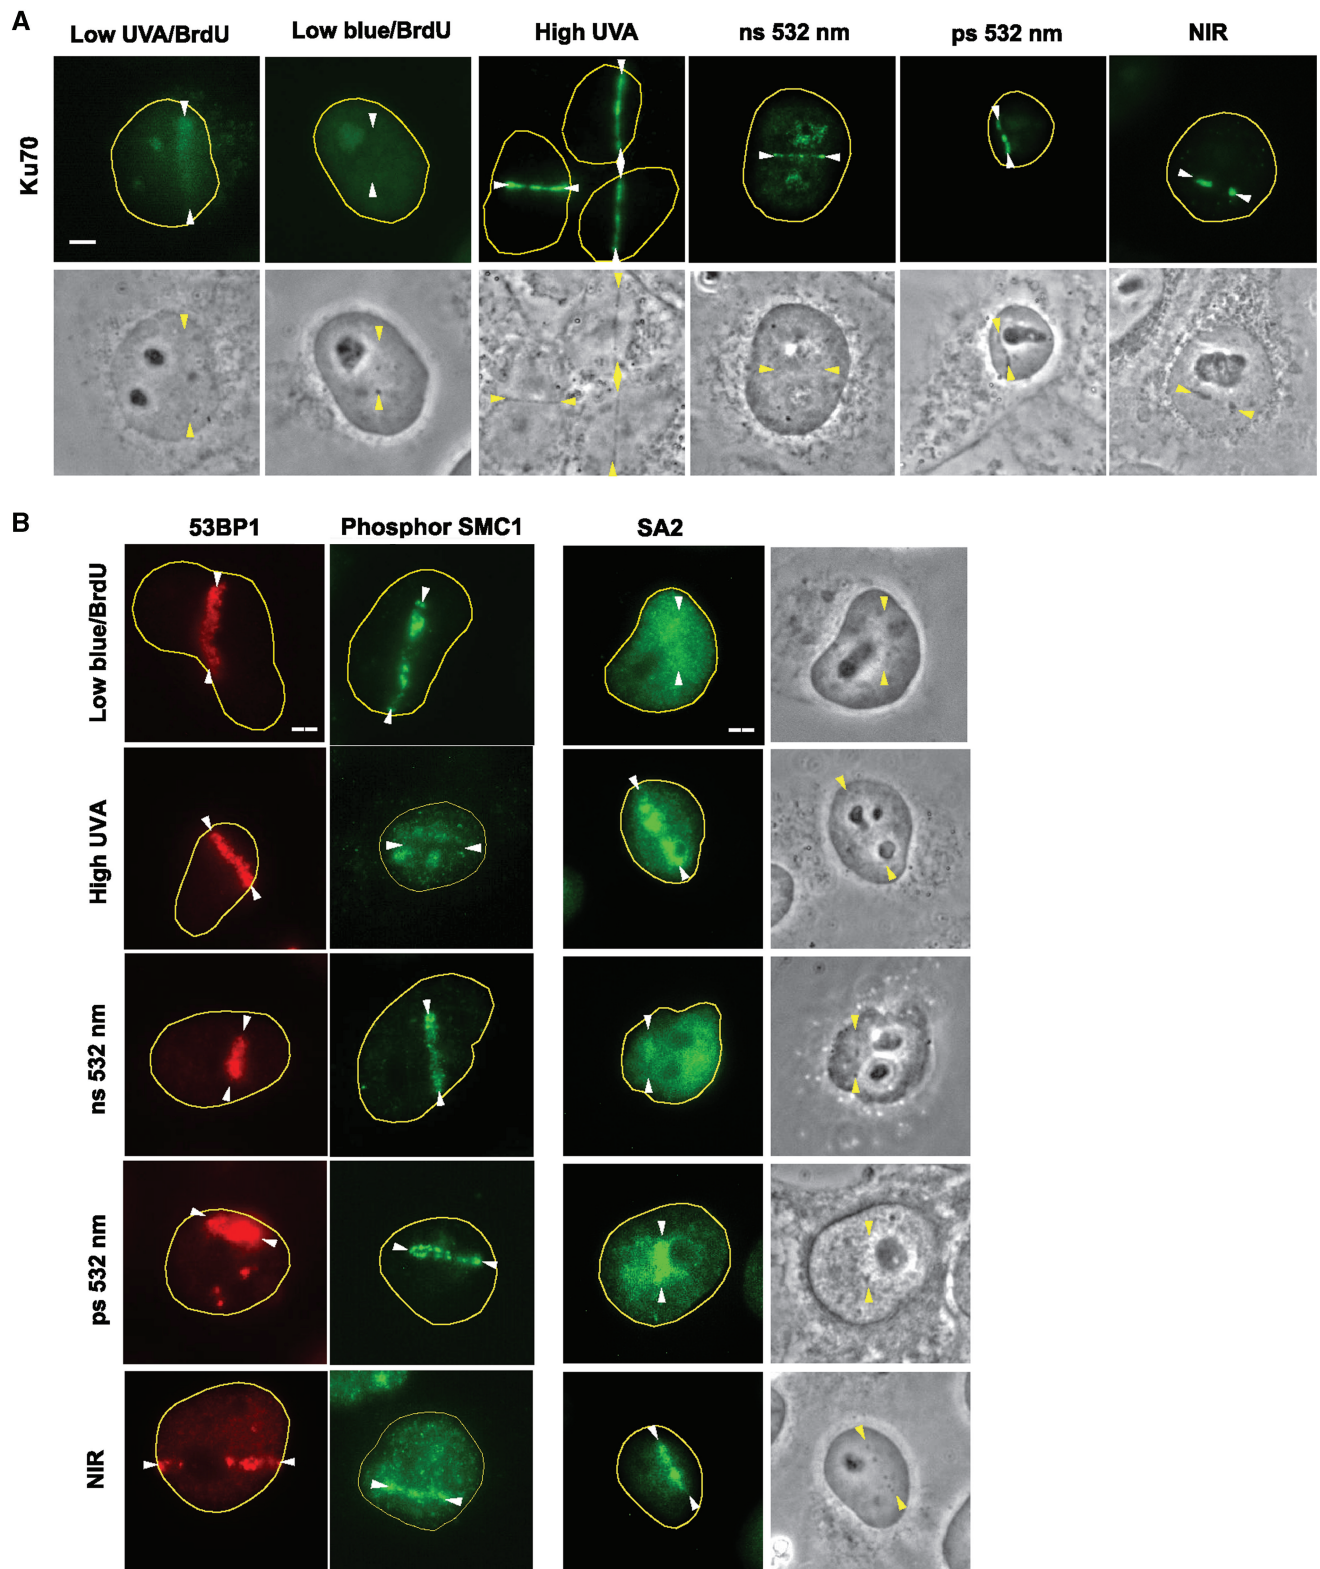 A
Low UVA/BrdU Low blue/BrdU High UVA ns 532 nm ps 532 nm NIR
Ku70
B
53BP1 Phosphor SMC1 SA2
Low blue/BrdU
High UVA
ns 532 nm
ps 532 nm
NIR